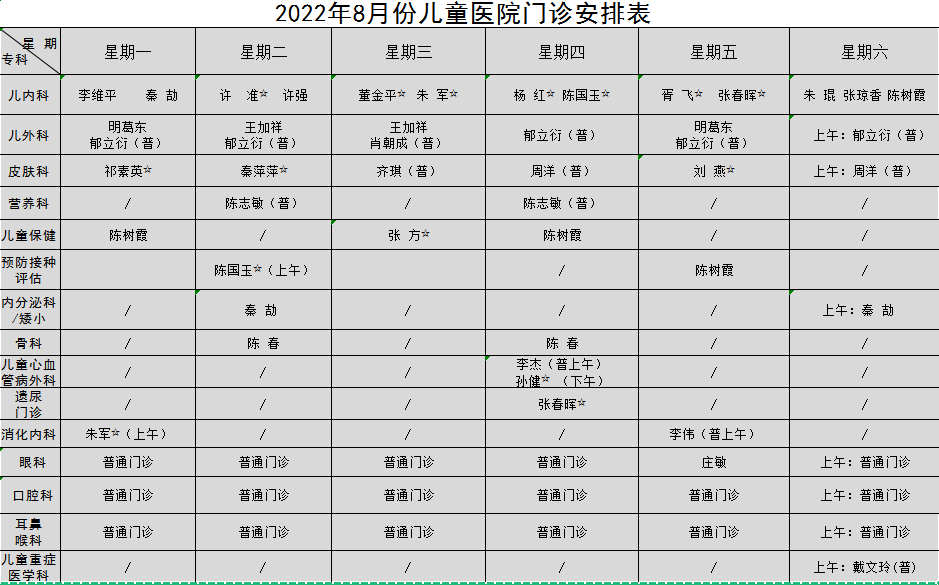 2022年8月份儿童医院门诊安排表
星 期
专科
星期一 星期二 星期三 星期四 星期五 星期六
儿内科 李维平 秦 劼 许 准☆ 许强 董金平☆ 朱 军☆ 杨 红☆ 陈国玉☆ 胥 飞☆ 张春晖☆ 朱 琨 张琼香 陈树霞
儿外科 明葛东 郁立衍（普） 王加祥 郁立衍（普） 王加祥 肖朝成（普） 郁立衍（普） 明葛东 郁立衍（普） 上午：郁立衍（普）
皮肤科 祁素英☆ 秦萍萍☆ 齐琪（普） 周洋（普） 刘 燕☆ 上午：周洋（普）
营养科 / 陈志敏（普） / 陈志敏（普） / /
儿童保健 陈树霞 / 张 方☆ 陈树霞 / /
预防接种
评估 陈国玉☆（上午） / 陈树霞 /
内分泌科
/矮小 / 秦 劼 / / / 上午：秦 劼
骨科 / 陈 春 / 陈 春 / /
儿童心血
管病外科 / / / 李杰（普上午） 孙健☆（下午） / /
遗尿
门诊 / / / 张春晖☆ / /
消化内科 朱军☆（上午） / / / 李伟（普上午） /
眼科 普通门诊 普通门诊 普通门诊 普通门诊 庄敏 上午：普通门诊
口腔科 普通门诊 普通门诊 普通门诊 普通门诊 普通门诊 上午：普通门诊
耳鼻
喉科 普通门诊 普通门诊 普通门诊 普通门诊 普通门诊 上午：普通门诊
儿童重症
医学科 / / / / / 上午：戴文玲(普)